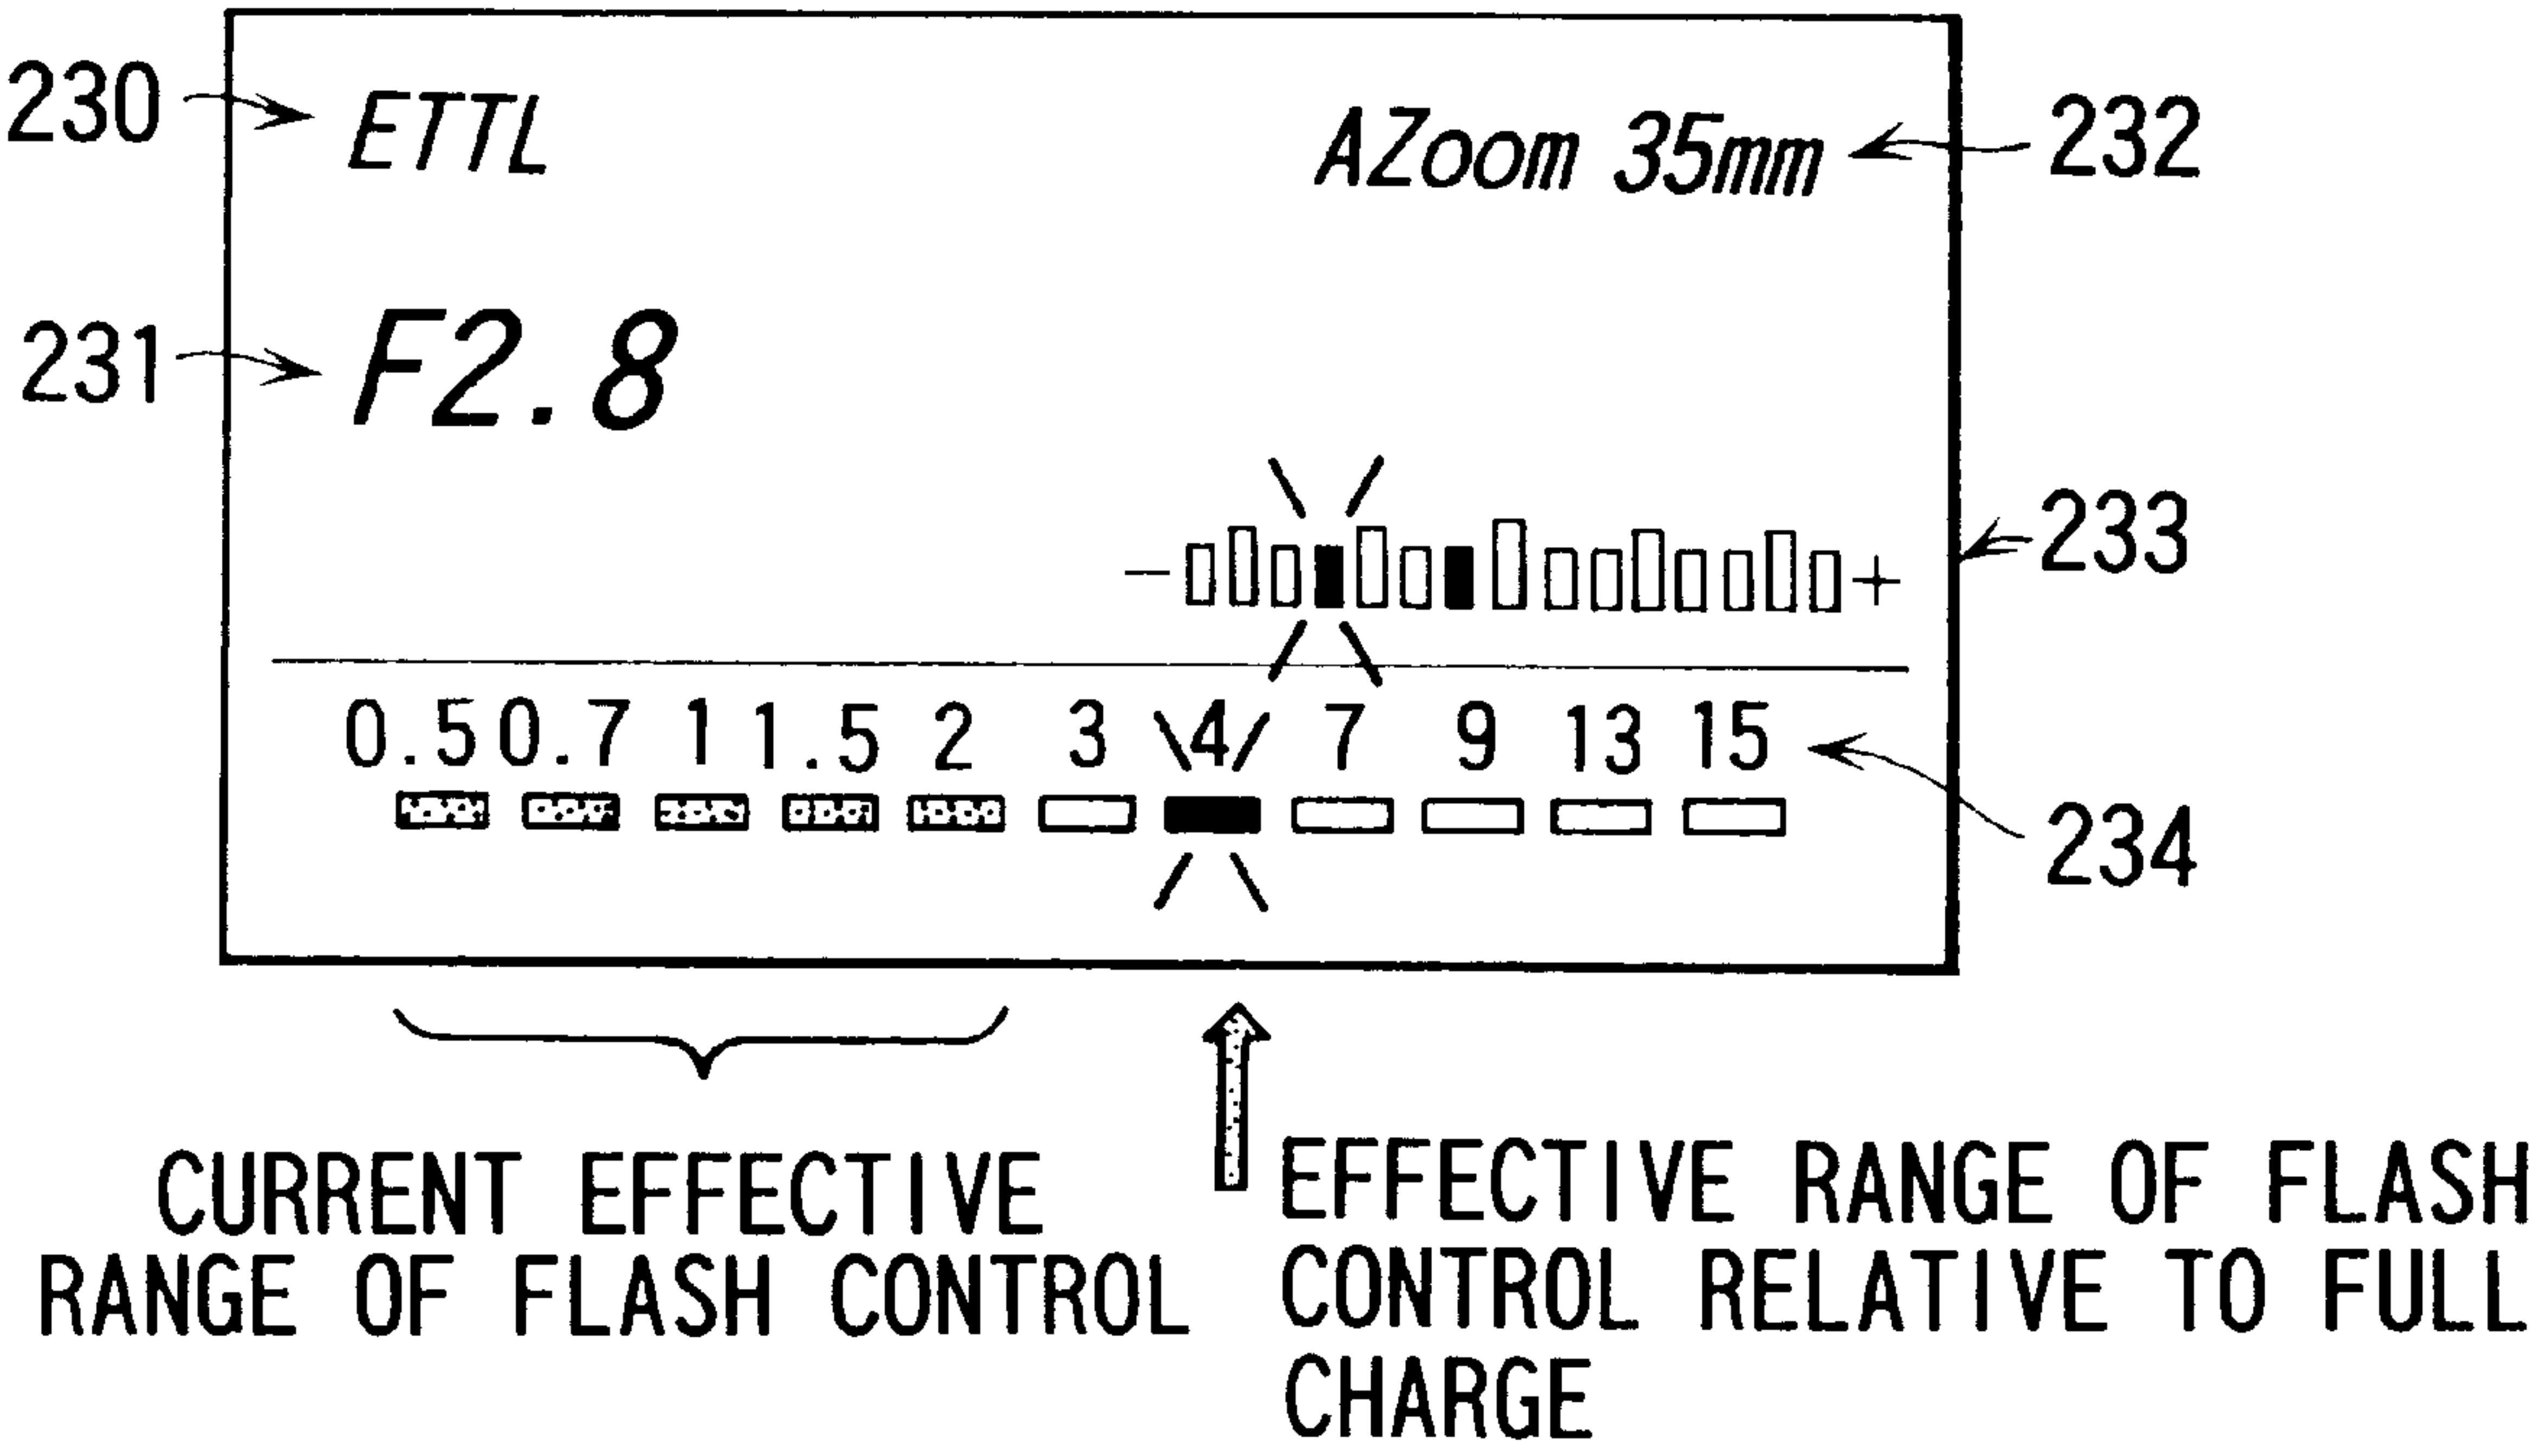 230
ETTL
AZoom 35mm
232
231
F2.8
233
− +
0.5 0.7 1 1.5 2 3 4 7 9 13 15
234
CURRENT EFFECTIVE
RANGE OF FLASH CONTROL
EFFECTIVE RANGE OF FLASH
CONTROL RELATIVE TO FULL
CHARGE